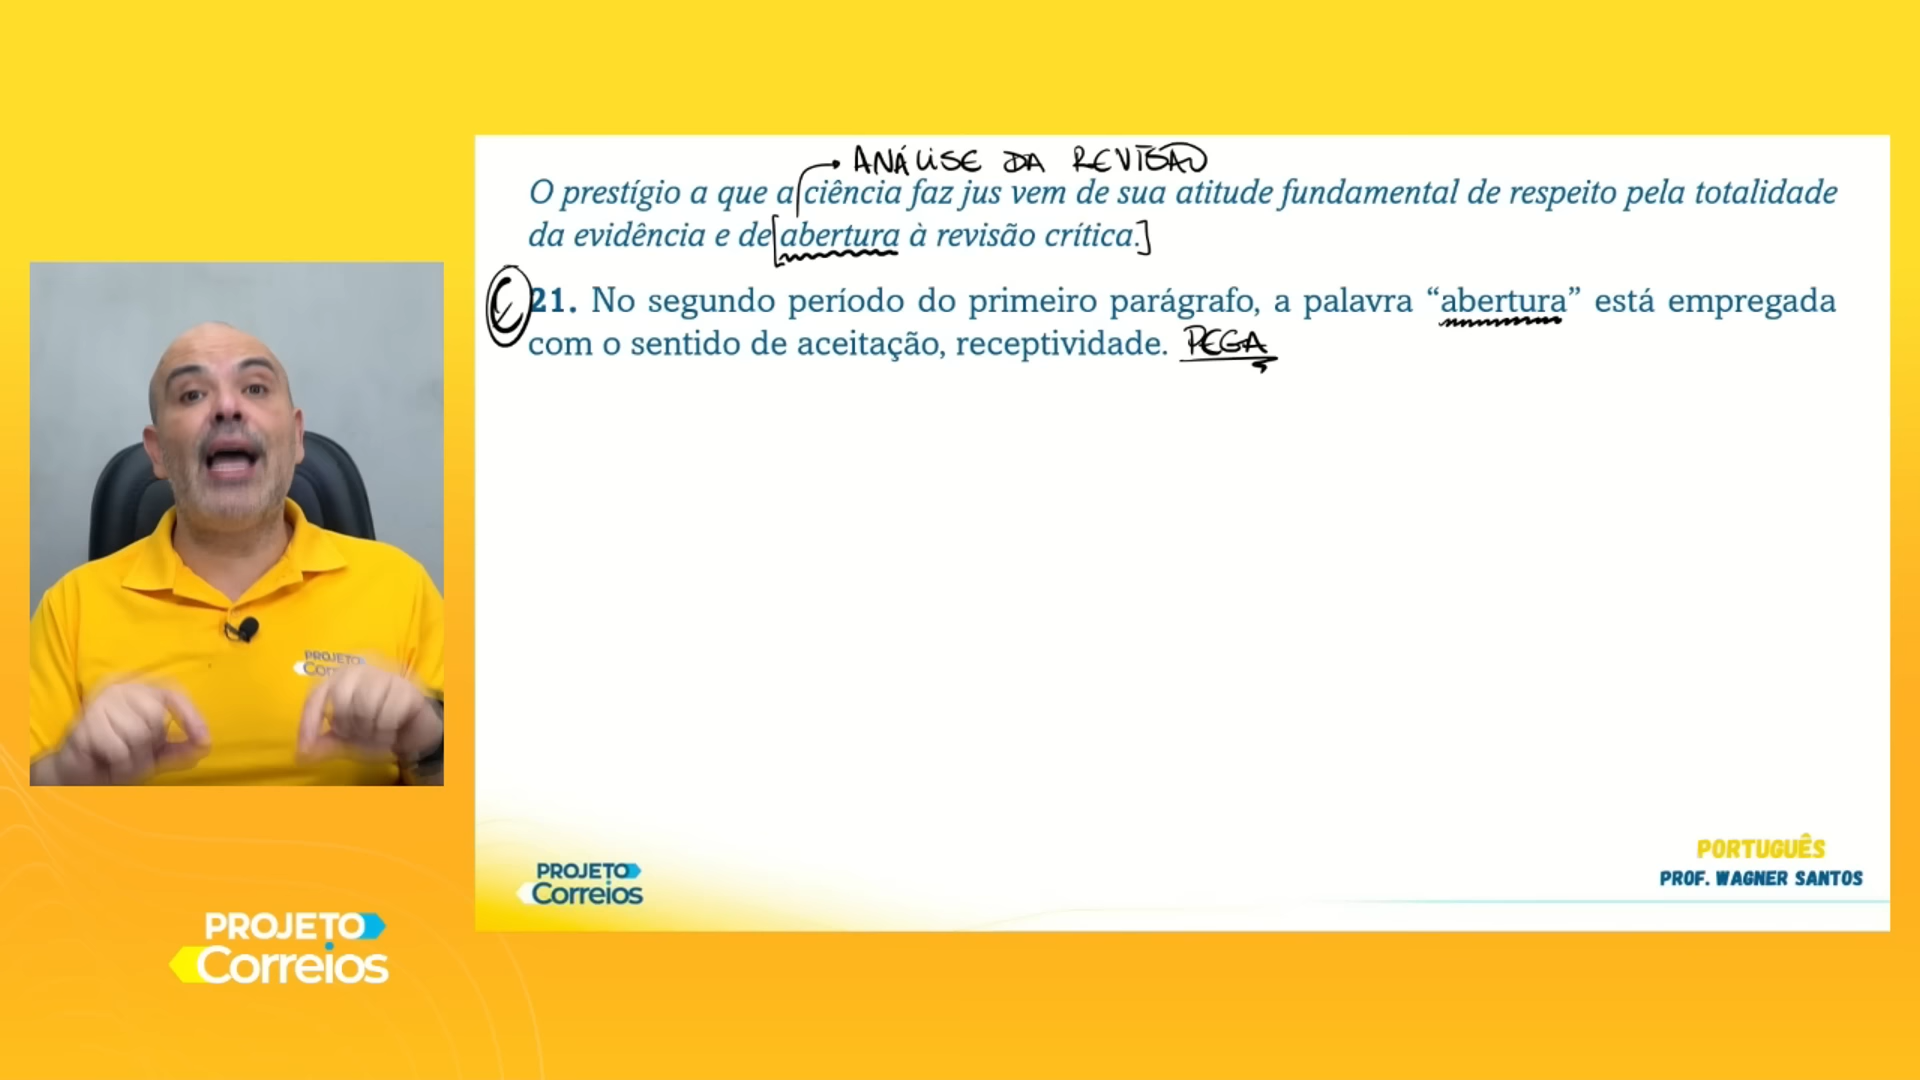 ANÁLISE DA REVISÃO
O prestígio a que a ciência faz jus vem de sua atitude fundamental de respeito pela totalidade
da evidência e de [abertura à revisão crítica.]
C 21. No segundo período do primeiro parágrafo, a palavra “abertura” está empregada
com o sentido de aceitação, receptividade. PEGA
PROJETO
Correios
PORTUGUÊS
PROF. WAGNER SANTOS
PROJETO
Correios